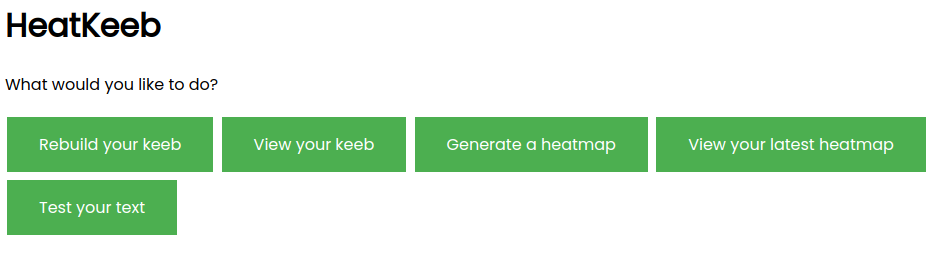 HeatKeeb
What would you like to do?
Rebuild your keeb View your keeb Generate a heatmap View your latest heatmap
Test your text